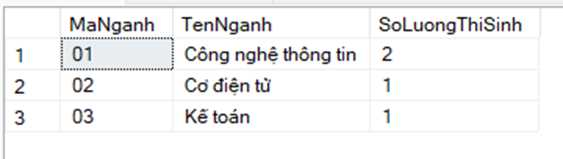 MaNganh TenNganh SoLuongThiSinh
1 01 Công nghệ thông tin 2
2 02 Cơ điện tử 1
3 03 Kế toán 1